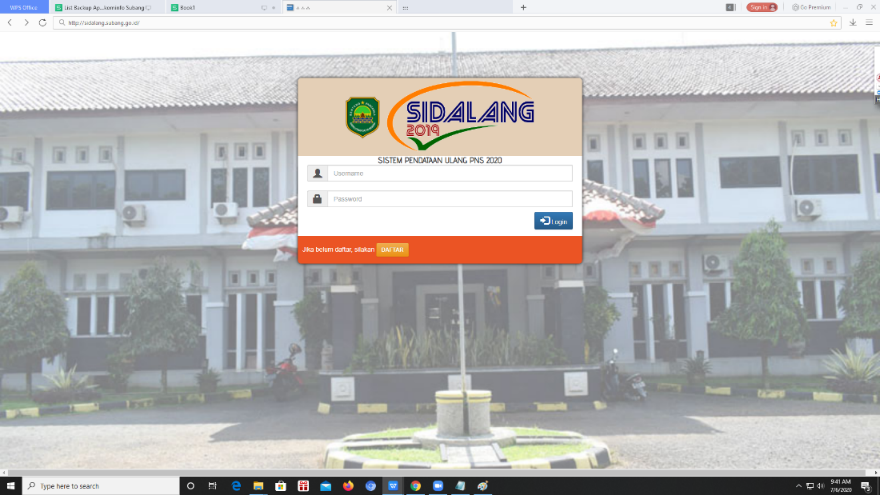 WPS Office
List Backup Ap...kominfo Subang
Book1
Sign in
Go Premium
http://sidalang.subang.go.id/
SIDALANG
2019
SISTEM PENDATAAN ULANG PNS 2020
Username
Password
Login
Jika belum daftar, silakan DAFTAR
Type here to search
9:41 AM
7/6/2020